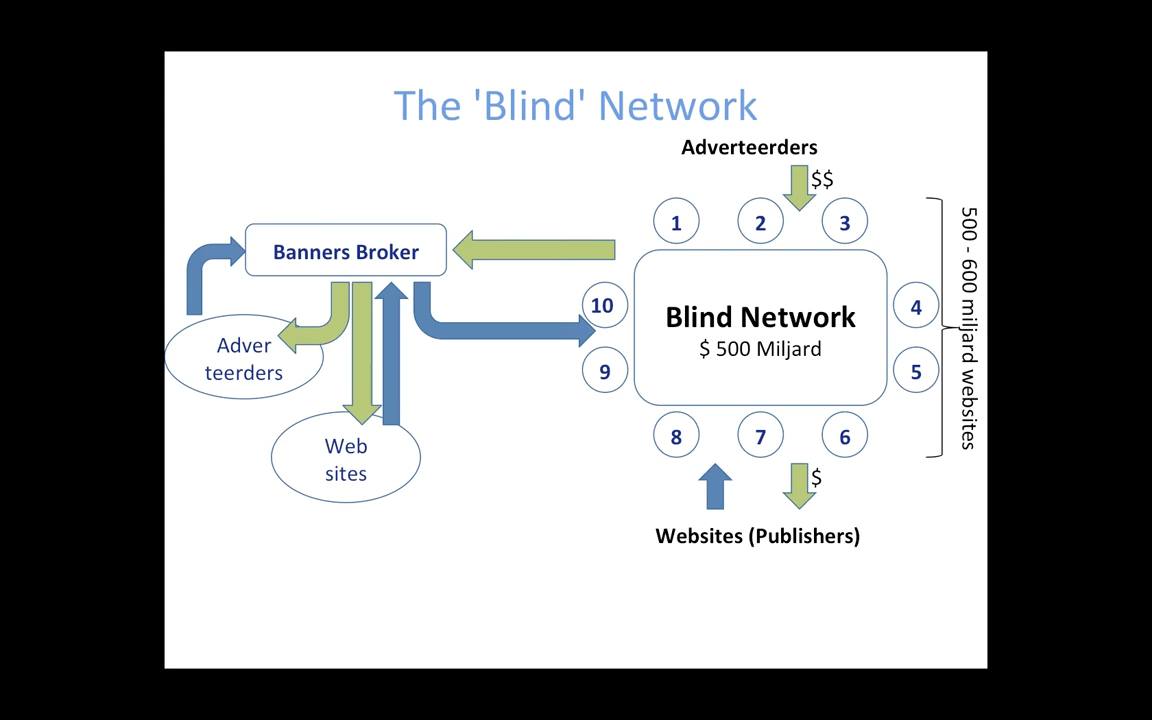 The 'Blind' Network
Adverteerders
$$
1
2
3
Banners Broker
10
Blind Network
$ 500 Miljard
4
9
5
Adver
teerders
8
7
6
Web
sites
$
Websites (Publishers)
500 - 600 miljard websites